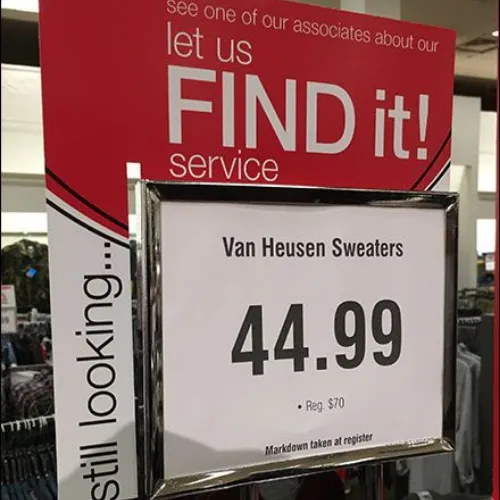 see one of our associates about our
let us
FIND it!
service
still looking...
Van Heusen Sweaters
44.99
• Reg. $70
Markdown taken at register